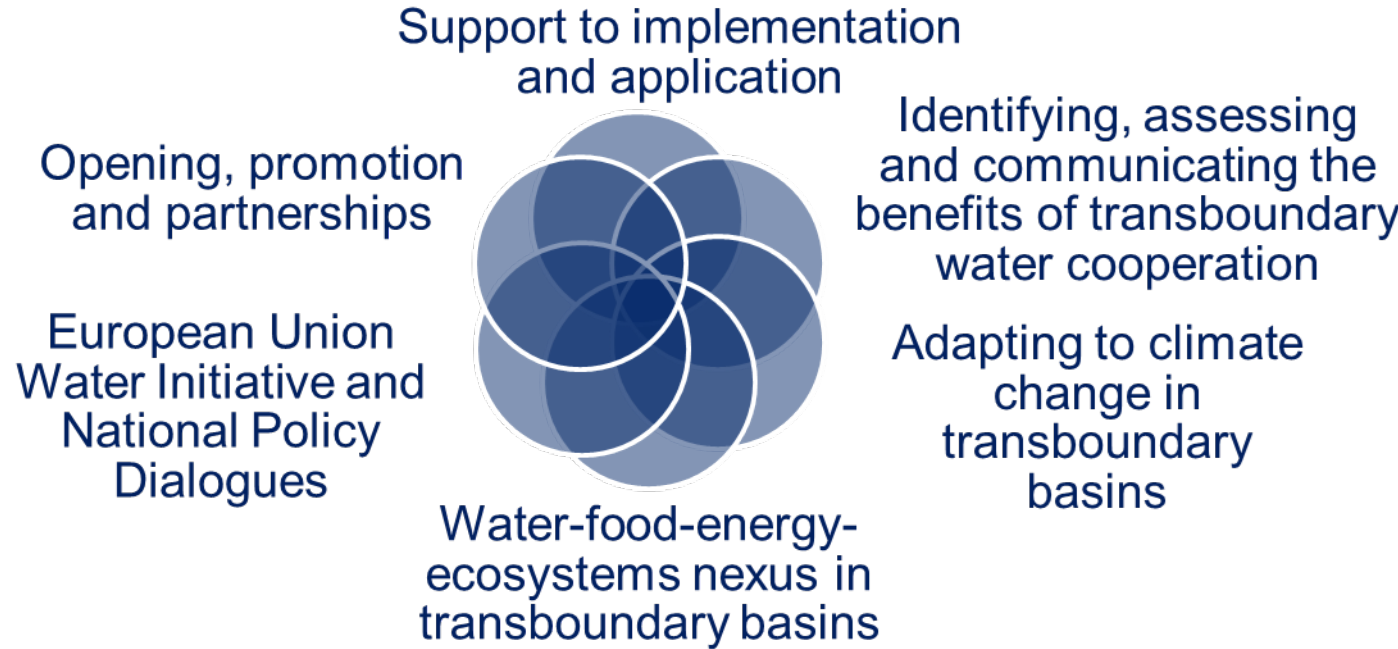 Support to implementation
and application
Identifying, assessing
and communicating the
benefits of transboundary
water cooperation
Adapting to climate
change in
transboundary
basins
Water-food-energy-
ecosystems nexus in
transboundary basins
European Union
Water Initiative and
National Policy
Dialogues
Opening, promotion
and partnerships